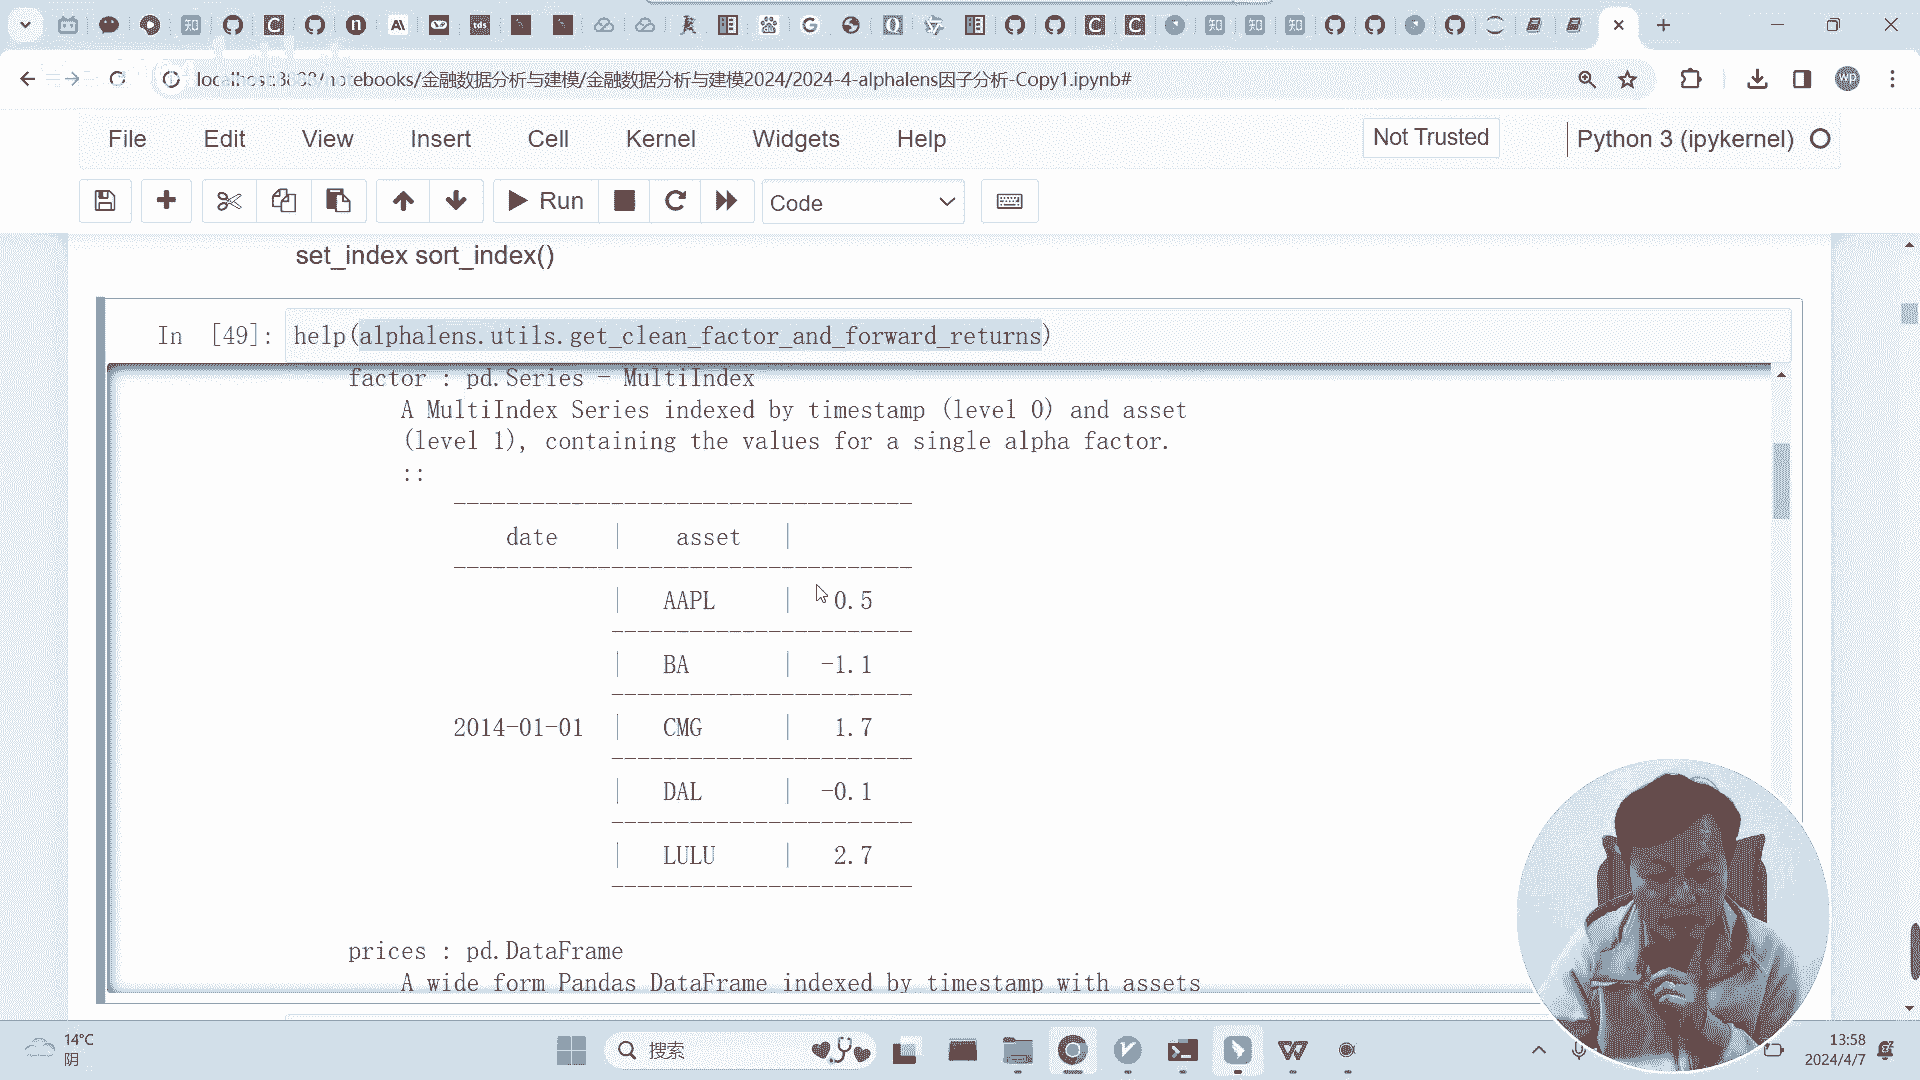 localhost:8888/notebooks/金融数据分析与建模/金融数据分析与建模2024/2024-4-alphalens因子分析-Copy1.ipynb#
File Edit View Insert Cell Kernel Widgets Help Not Trusted Python 3 (ipykernel)
Run Code
set_index sort_index()
In [49]: help(alphalens.utils.get_clean_factor_and_forward_returns)
factor : pd.Series - MultiIndex
A MultiIndex Series indexed by timestamp (level 0) and asset
(level 1), containing the values for a single alpha factor.
::
-----------------------------------
date | asset |
-----------------------------------
| AAPL | 0.5
-----------------------
| BA | -1.1
-----------------------
2014-01-01 | CMG | 1.7
-----------------------
| DAL | -0.1
-----------------------
| LULU | 2.7
-----------------------
prices : pd.DataFrame
A wide form Pandas DataFrame indexed by timestamp with assets
14°C
阴
搜索
13:58
2024/4/7